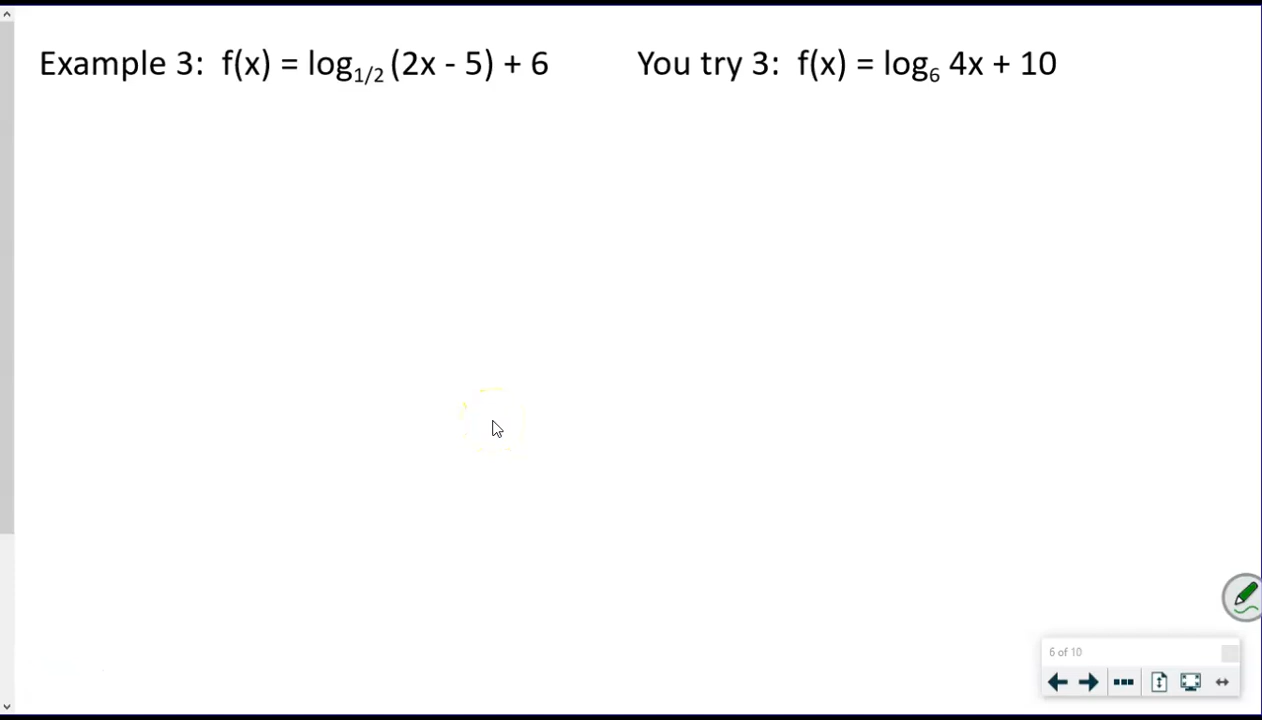 Example 3: f(x) = log₁/₂ (2x - 5) + 6
You try 3: f(x) = log₆ 4x + 10
6 of 10